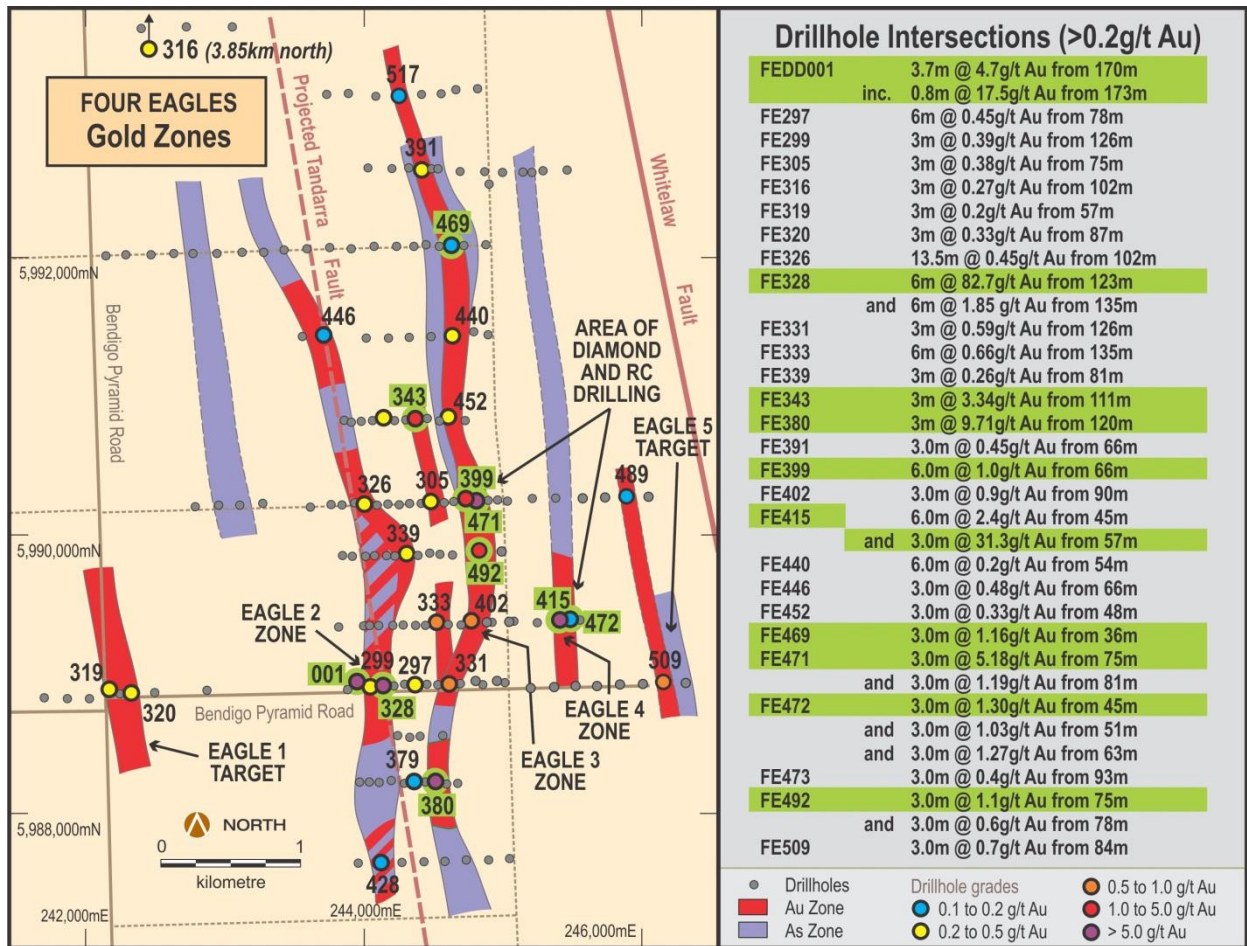 316 (3.85km north)
FOUR EAGLES
Gold Zones
517
Projected Tandarra Fault
391
Whitelaw Fault
469
5,992,000mN
Bendigo Pyramid Road
446
440
AREA OF
DIAMOND
AND RC
DRILLING
343
452
EAGLE 5
TARGET
326
305
399
489
471
5,990,000mN
339
492
EAGLE 2
ZONE
333
402
415
472
319
001
299
297
331
509
320
Bendigo Pyramid Road
328
EAGLE 4
ZONE
EAGLE 1
TARGET
379
EAGLE 3
ZONE
380
5,988,000mN
NORTH
0 1
kilometre
428
242,000mE
244,000mE
246,000mE
Drillhole Intersections (>0.2g/t Au)
FEDD001 3.7m @ 4.7g/t Au from 170m
inc. 0.8m @ 17.5g/t Au from 173m
FE297 6m @ 0.45g/t Au from 78m
FE299 3m @ 0.39g/t Au from 126m
FE305 3m @ 0.38g/t Au from 75m
FE316 3m @ 0.27g/t Au from 102m
FE319 3m @ 0.2g/t Au from 57m
FE320 3m @ 0.33g/t Au from 87m
FE326 13.5m @ 0.45g/t Au from 102m
FE328 6m @ 82.7g/t Au from 123m
and 6m @ 1.85 g/t Au from 135m
FE331 3m @ 0.59g/t Au from 126m
FE333 6m @ 0.66g/t Au from 135m
FE339 3m @ 0.26g/t Au from 81m
FE343 3m @ 3.34g/t Au from 111m
FE380 3m @ 9.71g/t Au from 120m
FE391 3.0m @ 0.45g/t Au from 66m
FE399 6.0m @ 1.0g/t Au from 66m
FE402 3.0m @ 0.9g/t Au from 90m
FE415 6.0m @ 2.4g/t Au from 45m
and 3.0m @ 31.3g/t Au from 57m
FE440 6.0m @ 0.2g/t Au from 54m
FE446 3.0m @ 0.48g/t Au from 66m
FE452 3.0m @ 0.33g/t Au from 48m
FE469 3.0m @ 1.16g/t Au from 36m
FE471 3.0m @ 5.18g/t Au from 75m
and 3.0m @ 1.19g/t Au from 81m
FE472 3.0m @ 1.30g/t Au from 45m
and 3.0m @ 1.03g/t Au from 51m
and 3.0m @ 1.27g/t Au from 63m
FE473 3.0m @ 0.4g/t Au from 93m
FE492 3.0m @ 1.1g/t Au from 75m
and 3.0m @ 0.6g/t Au from 78m
FE509 3.0m @ 0.7g/t Au from 84m
Drillholes
Au Zone
As Zone
Drillhole grades
0.1 to 0.2 g/t Au
0.2 to 0.5 g/t Au
0.5 to 1.0 g/t Au
1.0 to 5.0 g/t Au
> 5.0 g/t Au